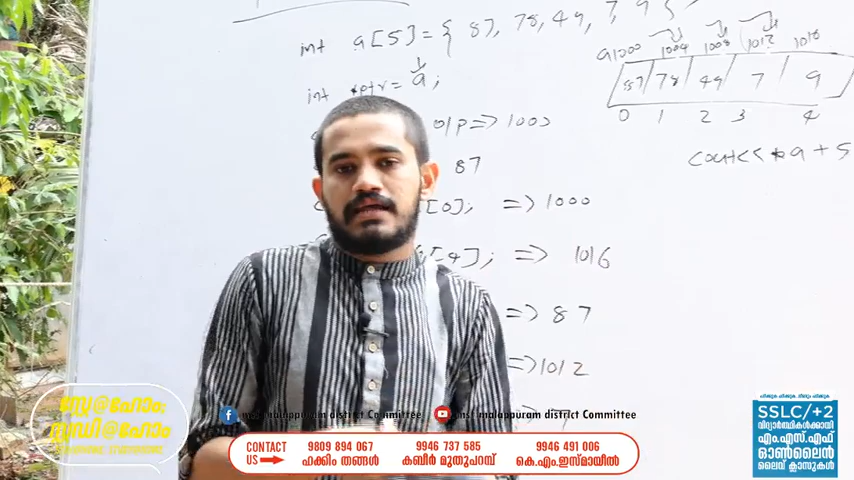 int a[5] = { 87, 78, 49, 7, 9 }
int *ptr = a;
a 1000 1004 1008 1012 1016
87 78 49 7 9
0 1 2 3 4
o/p => 1000
cout<< *a + 5
87
[0]; => 1000
[4]; => 1016
=> 87
=> 1012
msf malappuram district Committee
msf malappuram district Committee
സ്റ്റേ@ഹോം;
സ്റ്റഡി@ഹോം
CONTACT US
9809 894 067
ഹക്കിം തങ്ങൾ
9946 737 585
കബീർ മുതുപറമ്പ്
9946 491 006
കെ.എം.ഇസ്മായീൽ
SSLC/+2
വിദ്യാർത്ഥികൾക്കായി
എം.എസ്.എഫ്
ഓൺലൈൻ
ലൈവ് ക്ലാസുകൾ